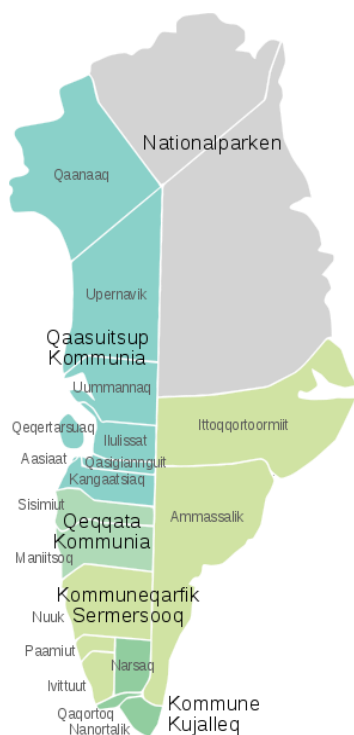 Nationalparken
Qaanaaq
Upernavik
Qaasuitsup
Kommunia
Uummannaq
Qeqertarsuaq
Ilulissat
Ittoqqortoormiit
Aasiaat
Qasigiannguit
Kangaatsiaq
Sisimiut
Qeqqata
Kommunia
Ammassalik
Maniitsoq
Kommuneqarfik
Sermersooq
Nuuk
Paamiut
Narsaq
Ivittuut
Qaqortoq
Nanortalik
Kommune
Kujalleq